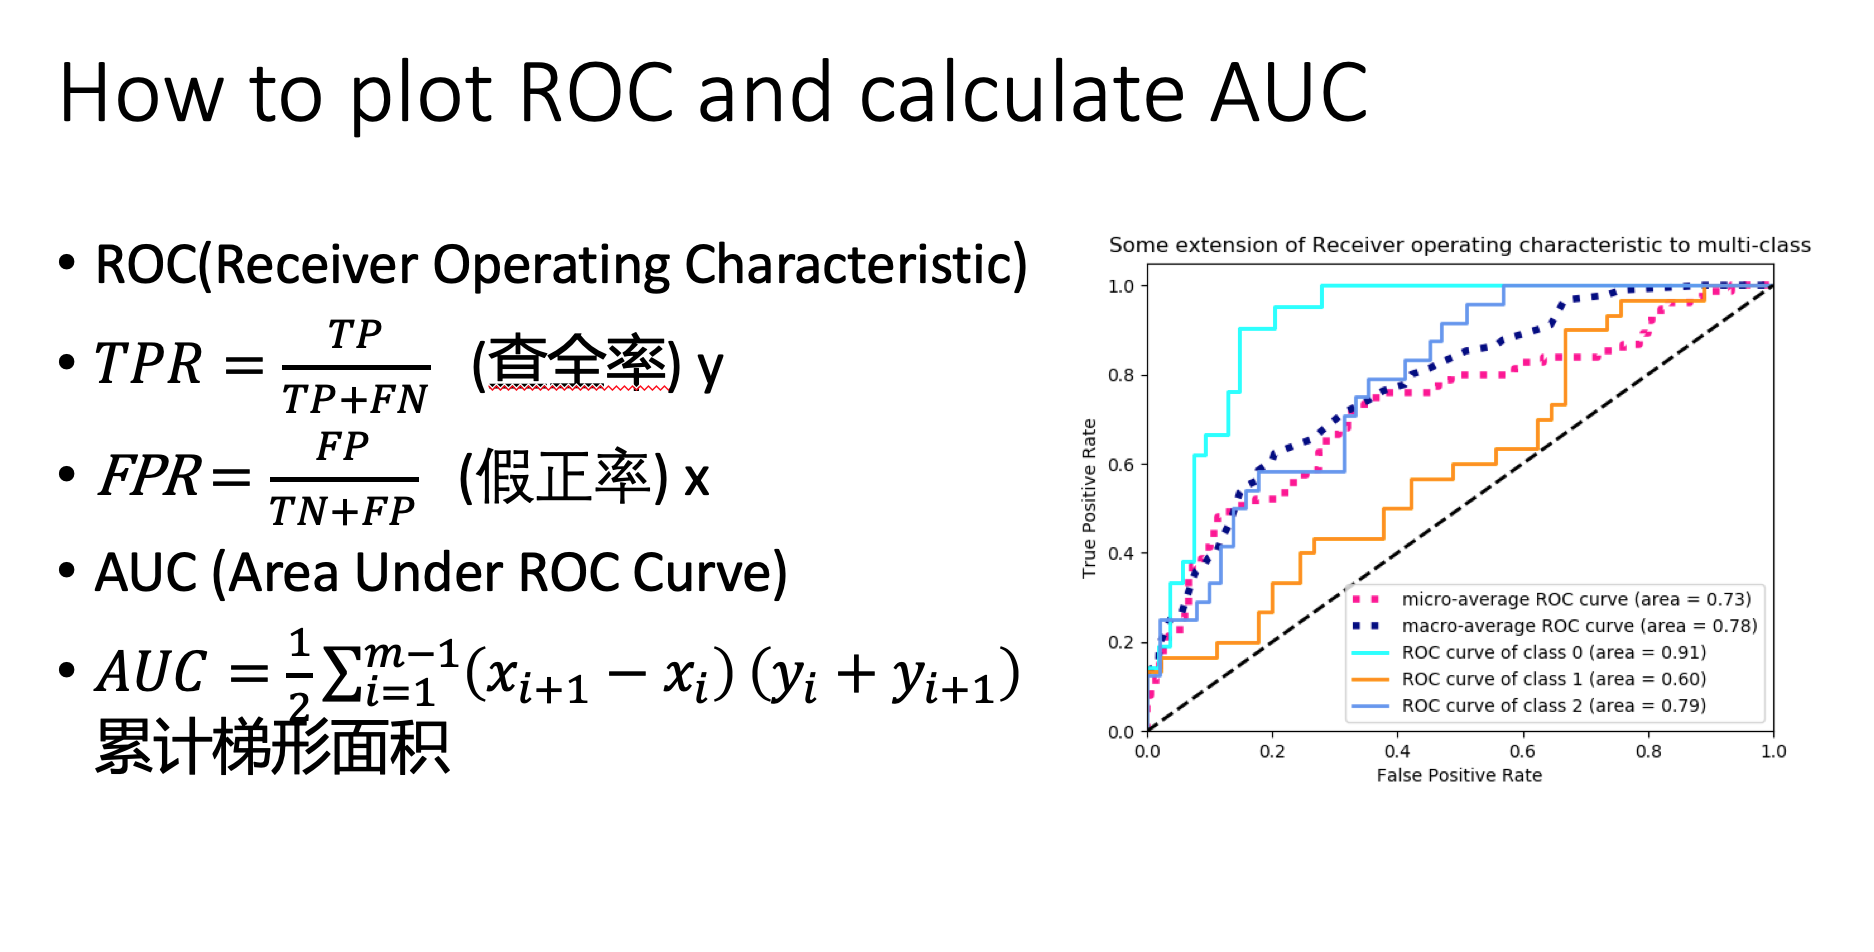 How to plot ROC and calculate AUC
• ROC(Receiver Operating Characteristic)
• TPR = TP/(TP+FN) (查全率) y
• FPR= FP/(TN+FP) (假正率) x
• AUC (Area Under ROC Curve)
• AUC = 1/2 ∑_{i=1}^{m−1}(x_{i+1} − x_i) (y_i + y_{i+1})
累计梯形面积
Some extension of Receiver operating characteristic to multi-class
True Positive Rate
1.0
0.8
0.6
0.4
0.2
0.0
micro-average ROC curve (area = 0.73)
macro-average ROC curve (area = 0.78)
ROC curve of class 0 (area = 0.91)
ROC curve of class 1 (area = 0.60)
ROC curve of class 2 (area = 0.79)
0.0 0.2 0.4 0.6 0.8 1.0
False Positive Rate